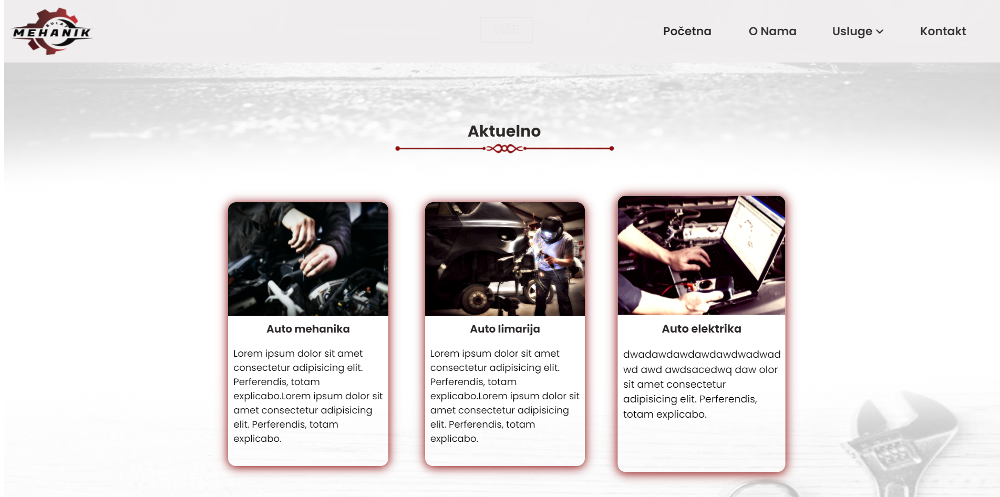 BULAT
MEHANIK
VIŠE
Početna
O Nama
Usluge
Kontakt
Aktuelno
Auto mehanika
Lorem ipsum dolor sit amet
consectetur adipisicing elit.
Perferendis, totam
explicabo.Lorem ipsum dolor sit
amet consectetur adipisicing
elit. Perferendis, totam
explicabo.
Auto limarija
Lorem ipsum dolor sit amet
consectetur adipisicing elit.
Perferendis, totam
explicabo.Lorem ipsum dolor sit
amet consectetur adipisicing
elit. Perferendis, totam
explicabo.
Auto elektrika
dwadawdawdawdawdwadwad
wd awd awdsacedwq daw olor
sit amet consectetur
adipisicing elit. Perferendis,
totam explicabo.